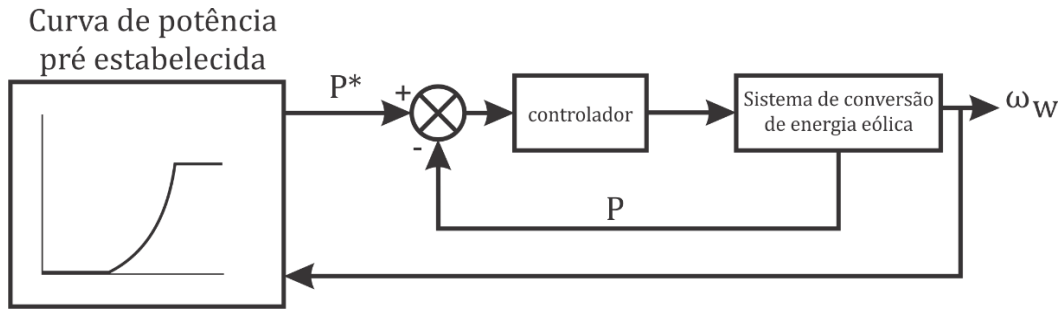 Curva de potência
pré estabelecida
P*
+
-
controlador
Sistema de conversão
de energia eólica
ωw
P